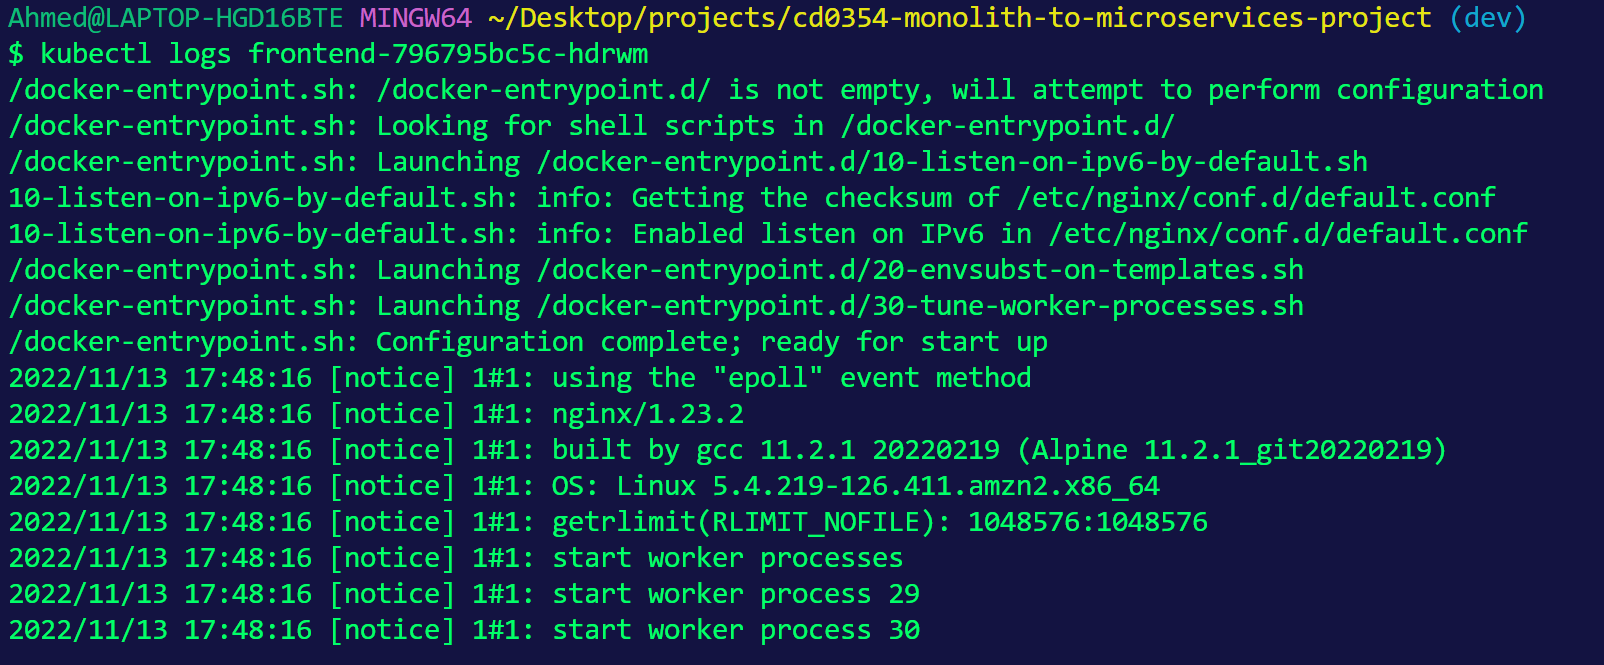 Ahmed@LAPTOP-HGD16BTE MINGW64 ~/Desktop/projects/cd0354-monolith-to-microservices-project (dev)
$ kubectl logs frontend-796795bc5c-hdrwm
/docker-entrypoint.sh: /docker-entrypoint.d/ is not empty, will attempt to perform configuration
/docker-entrypoint.sh: Looking for shell scripts in /docker-entrypoint.d/
/docker-entrypoint.sh: Launching /docker-entrypoint.d/10-listen-on-ipv6-by-default.sh
10-listen-on-ipv6-by-default.sh: info: Getting the checksum of /etc/nginx/conf.d/default.conf
10-listen-on-ipv6-by-default.sh: info: Enabled listen on IPv6 in /etc/nginx/conf.d/default.conf
/docker-entrypoint.sh: Launching /docker-entrypoint.d/20-envsubst-on-templates.sh
/docker-entrypoint.sh: Launching /docker-entrypoint.d/30-tune-worker-processes.sh
/docker-entrypoint.sh: Configuration complete; ready for start up
2022/11/13 17:48:16 [notice] 1#1: using the "epoll" event method
2022/11/13 17:48:16 [notice] 1#1: nginx/1.23.2
2022/11/13 17:48:16 [notice] 1#1: built by gcc 11.2.1 20220219 (Alpine 11.2.1_git20220219)
2022/11/13 17:48:16 [notice] 1#1: OS: Linux 5.4.219-126.411.amzn2.x86_64
2022/11/13 17:48:16 [notice] 1#1: getrlimit(RLIMIT_NOFILE): 1048576:1048576
2022/11/13 17:48:16 [notice] 1#1: start worker processes
2022/11/13 17:48:16 [notice] 1#1: start worker process 29
2022/11/13 17:48:16 [notice] 1#1: start worker process 30